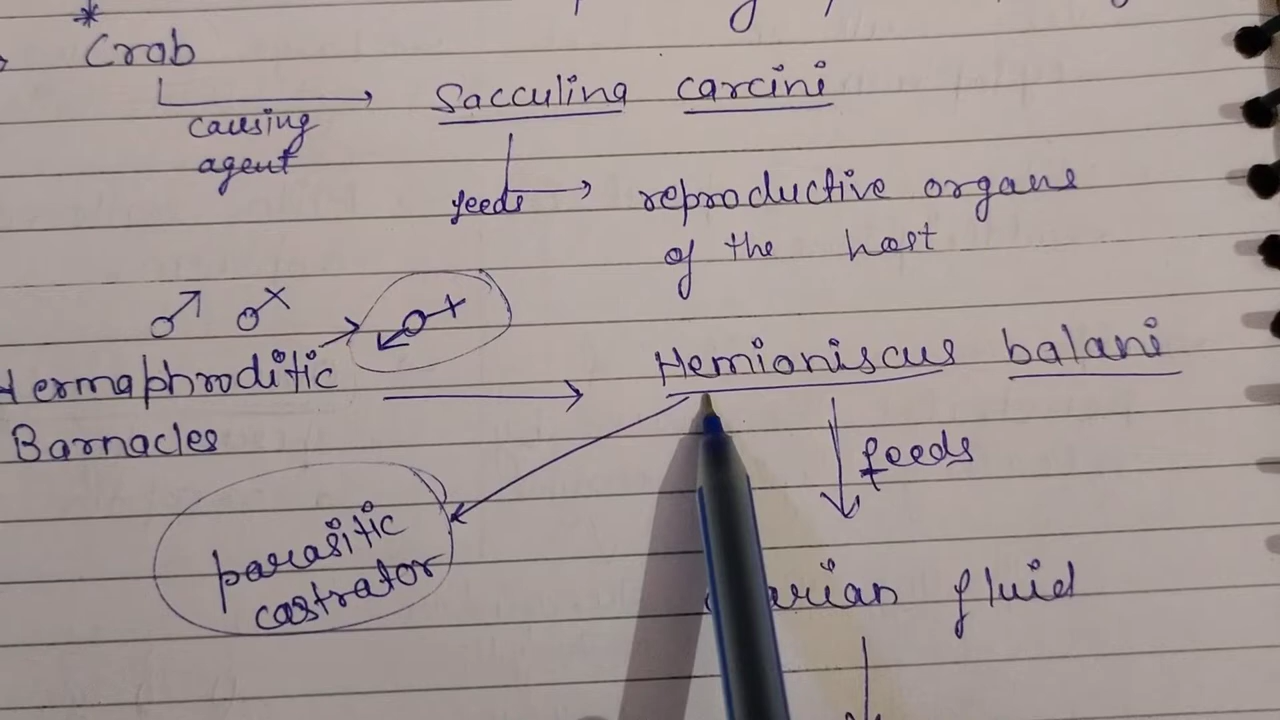 Crab
Sacculina carcini
causing
agent
feeds
reproductive organs
of the host
Hermaphroditic
Hemioniscus balani
Barnacles
feeds
parasitic
castrator
fluid